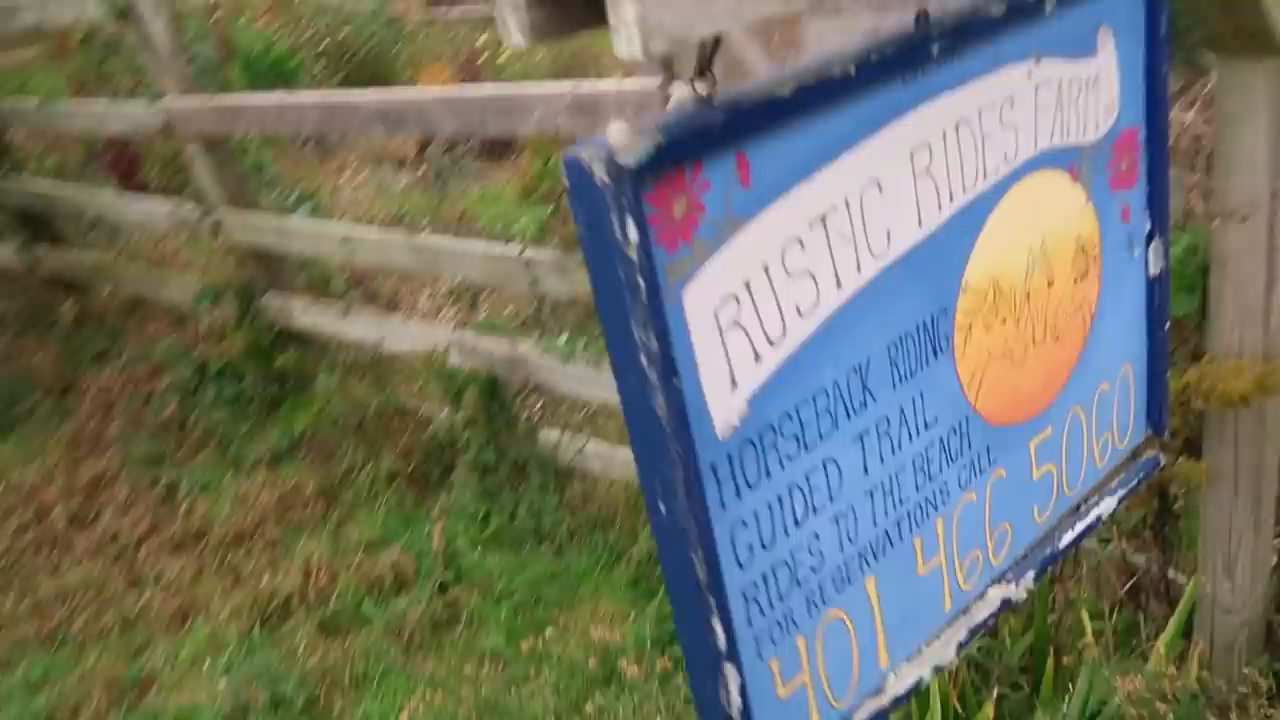 RUSTIC RIDES FARM
HORSEBACK RIDING
GUIDED TRAIL
RIDES TO THE BEACH
FOR RESERVATIONS CALL
401 466 5060